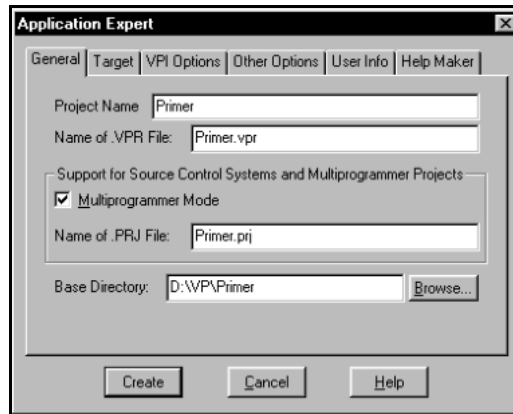 Application Expert
General Target VPI Options Other Options User Info Help Maker
Project Name Primer
Name of .VPR File: Primer.vpr
Support for Source Control Systems and Multiprogrammer Projects
Multiprogrammer Mode
Name of .PRJ File: Primer.prj
Base Directory: D:\VP\Primer Browse...
Create Cancel Help